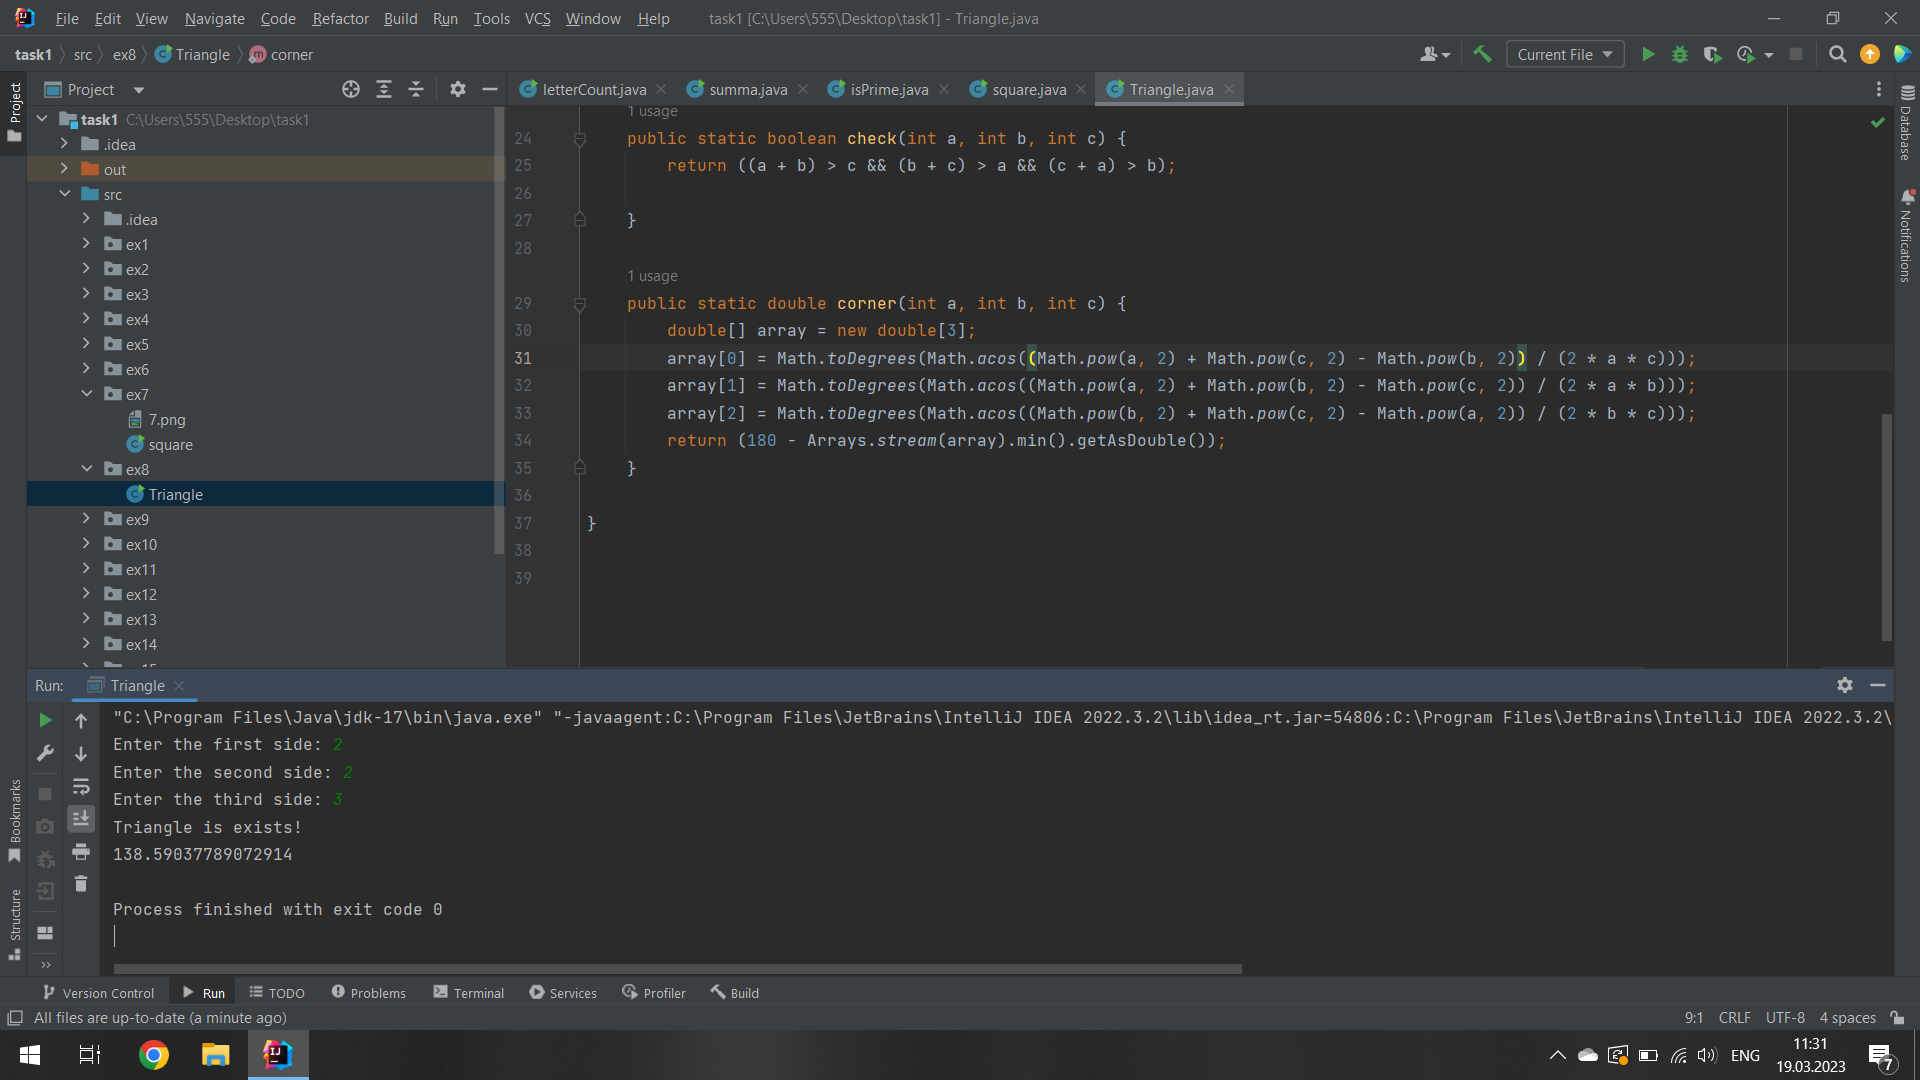 File Edit View Navigate Code Refactor Build Run Tools VCS Window Help task1 [C:\Users\555\Desktop\task1] - Triangle.java
task1 src ex8 Triangle corner Current File
Project
letterCount.java summa.java isPrime.java square.java Triangle.java
task1 C:\Users\555\Desktop\task1
.idea
out
src
.idea
ex1
ex2
ex3
ex4
ex5
ex6
ex7
7.png
square
ex8
Triangle
ex9
ex10
ex11
ex12
ex13
ex14
1 usage
24 public static boolean check(int a, int b, int c) {
25 return ((a + b) > c && (b + c) > a && (c + a) > b);
26
27 }
28
1 usage
29 public static double corner(int a, int b, int c) {
30 double[] array = new double[3];
31 array[0] = Math.toDegrees(Math.acos((Math.pow(a, 2) + Math.pow(c, 2) - Math.pow(b, 2)) / (2 * a * c)));
32 array[1] = Math.toDegrees(Math.acos((Math.pow(a, 2) + Math.pow(b, 2) - Math.pow(c, 2)) / (2 * a * b)));
33 array[2] = Math.toDegrees(Math.acos((Math.pow(b, 2) + Math.pow(c, 2) - Math.pow(a, 2)) / (2 * b * c)));
34 return (180 - Arrays.stream(array).min().getAsDouble());
35 }
36
37 }
38
39
Project
Bookmarks
Structure
Database
Notifications
Run: Triangle
"C:\Program Files\Java\jdk-17\bin\java.exe" "-javaagent:C:\Program Files\JetBrains\IntelliJ IDEA 2022.3.2\lib\idea_rt.jar=54806:C:\Program Files\JetBrains\IntelliJ IDEA 2022.3.2\
Enter the first side: 2
Enter the second side: 2
Enter the third side: 3
Triangle is exists!
138.59037789072914
Process finished with exit code 0
Version Control Run TODO Problems Terminal Services Profiler Build
All files are up-to-date (a minute ago) 9:1 CRLF UTF-8 4 spaces
ENG 11:31
19.03.2023
7